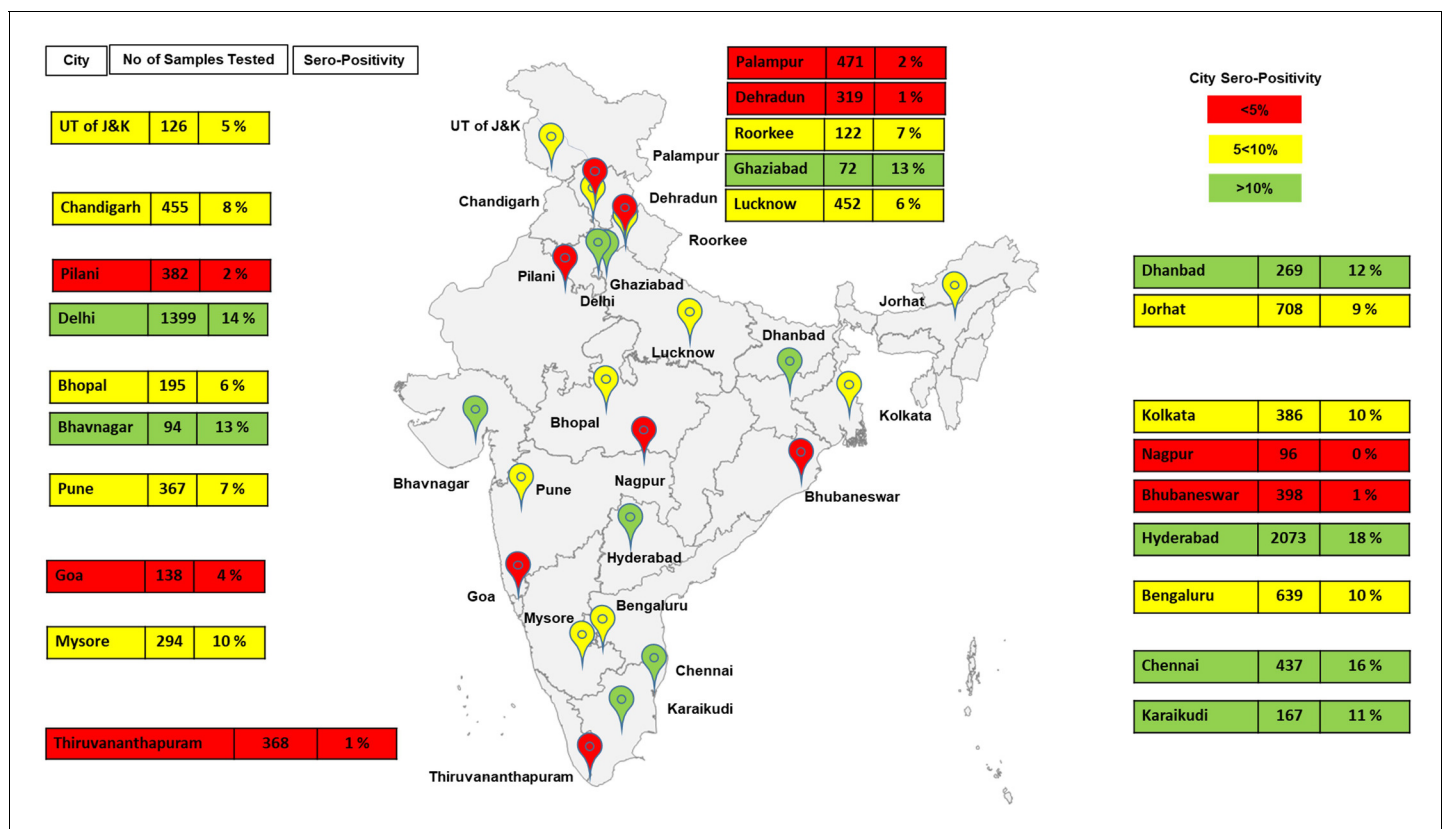 City No of Samples Tested Sero-Positivity
UT of J&K 126 5 %
Chandigarh 455 8 %
Pilani 382 2 %
Delhi 1399 14 %
Bhopal 195 6 %
Bhavnagar 94 13 %
Pune 367 7 %
Goa 138 4 %
Mysore 294 10 %
Thiruvananthapuram 368 1 %
Palampur 471 2 %
Dehradun 319 1 %
Roorkee 122 7 %
Ghaziabad 72 13 %
Lucknow 452 6 %
UT of J&K
Palampur
Chandigarh
Dehradun
Roorkee
Pilani
Ghaziabad
Delhi
Jorhat
Dhanbad
Lucknow
Kolkata
Bhopal
Nagpur
Bhavnagar
Pune
Bhubaneswar
Hyderabad
Goa
Bengaluru
Mysore
Chennai
Karaikudi
Thiruvananthapuram
City Sero-Positivity
<5%
5<10%
>10%
Dhanbad 269 12 %
Jorhat 708 9 %
Kolkata 386 10 %
Nagpur 96 0 %
Bhubaneswar 398 1 %
Hyderabad 2073 18 %
Bengaluru 639 10 %
Chennai 437 16 %
Karaikudi 167 11 %